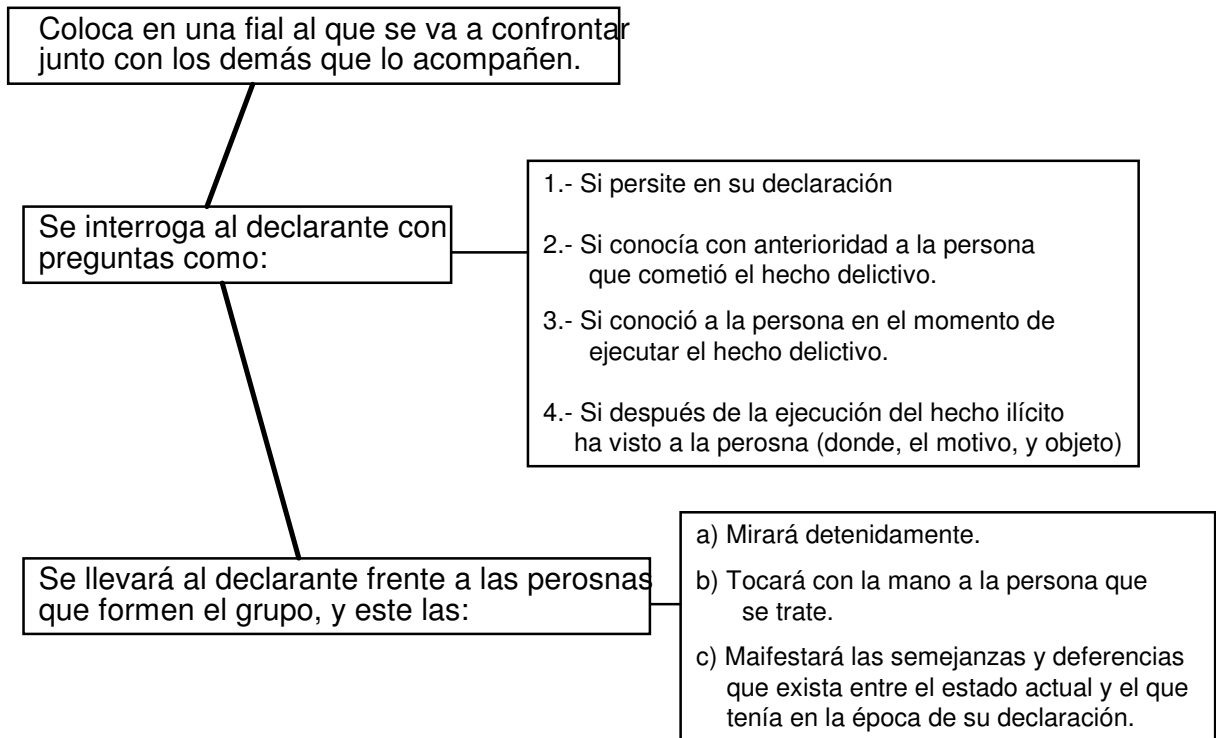 Coloca en una fial al que se va a confrontar
junto con los demás que lo acompañen.
Se interroga al declarante con
preguntas como:
1.- Si persite en su declaración
2.- Si conocía con anterioridad a la persona
que cometió el hecho delictivo.
3.- Si conoció a la persona en el momento de
ejecutar el hecho delictivo.
4.- Si después de la ejecución del hecho ilícito
ha visto a la perosna (donde, el motivo, y objeto)
Se llevará al declarante frente a las perosnas
que formen el grupo, y este las:
a) Mirará detenidamente.
b) Tocará con la mano a la persona que
se trate.
c) Maifestará las semejanzas y deferencias
que exista entre el estado actual y el que
tenía en la época de su declaración.